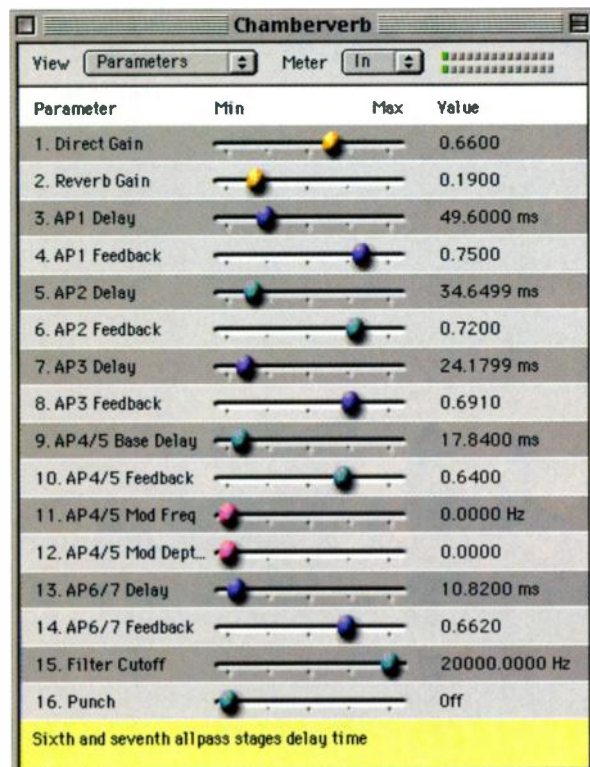 Chamberverb
View Parameters Meter In
Parameter Min Max Value
1. Direct Gain 0.6600
2. Reverb Gain 0.1900
3. AP1 Delay 49.6000 ms
4. AP1 Feedback 0.7500
5. AP2 Delay 34.6499 ms
6. AP2 Feedback 0.7200
7. AP3 Delay 24.1799 ms
8. AP3 Feedback 0.6910
9. AP4/5 Base Delay 17.8400 ms
10. AP4/5 Feedback 0.6400
11. AP4/5 Mod Freq 0.0000 Hz
12. AP4/5 Mod Dept... 0.0000
13. AP6/7 Delay 10.8200 ms
14. AP6/7 Feedback 0.6620
15. Filter Cutoff 20000.0000 Hz
16. Punch Off
Sixth and seventh allpass stages delay time